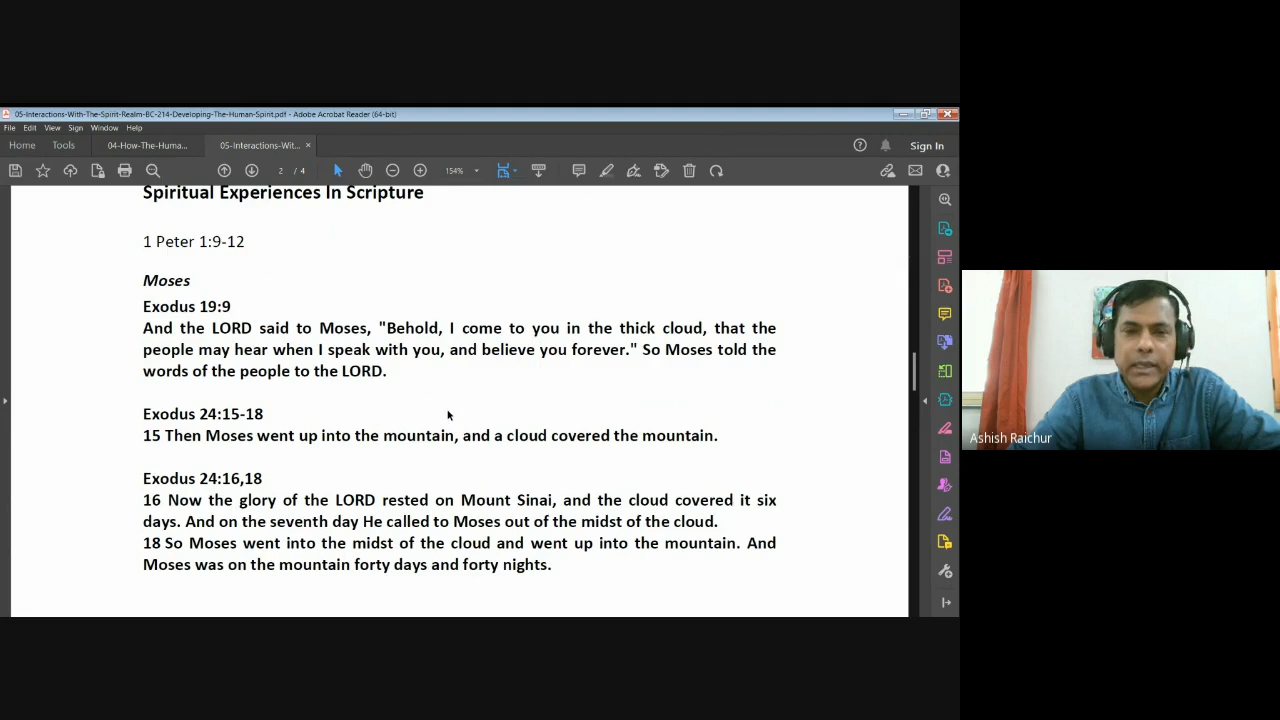 05-Interactions-With-The-Spirit-Realm-BC-214-Developing-The-Human-Spirit.pdf - Adobe Acrobat Reader (64-bit)
File Edit View Sign Window Help
Home Tools 04-How-The-Huma... 05-Interactions-Wit... × Sign In
2 / 4 154%
Spiritual Experiences In Scripture
1 Peter 1:9-12
Moses
Exodus 19:9
And the LORD said to Moses, "Behold, I come to you in the thick cloud, that the
people may hear when I speak with you, and believe you forever." So Moses told the
words of the people to the LORD.
Exodus 24:15-18
15 Then Moses went up into the mountain, and a cloud covered the mountain.
Exodus 24:16,18
16 Now the glory of the LORD rested on Mount Sinai, and the cloud covered it six
days. And on the seventh day He called to Moses out of the midst of the cloud.
18 So Moses went into the midst of the cloud and went up into the mountain. And
Moses was on the mountain forty days and forty nights.
Ashish Raichur